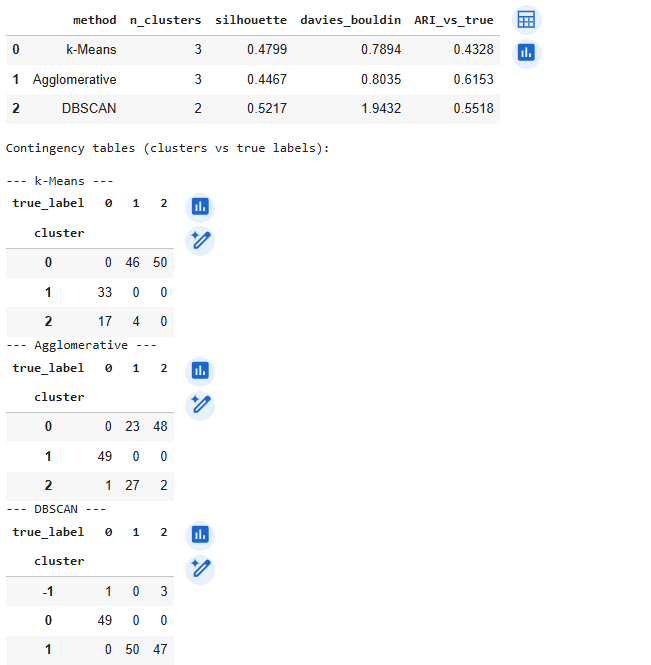 method n_clusters silhouette davies_bouldin ARI_vs_true
0 k-Means 3 0.4799 0.7894 0.4328
1 Agglomerative 3 0.4467 0.8035 0.6153
2 DBSCAN 2 0.5217 1.9432 0.5518
Contingency tables (clusters vs true labels):
--- k-Means ---
true_label 0 1 2
cluster
0 0 46 50
1 33 0 0
2 17 4 0
--- Agglomerative ---
true_label 0 1 2
cluster
0 0 23 48
1 49 0 0
2 1 27 2
--- DBSCAN ---
true_label 0 1 2
cluster
-1 1 0 3
0 49 0 0
1 0 50 47